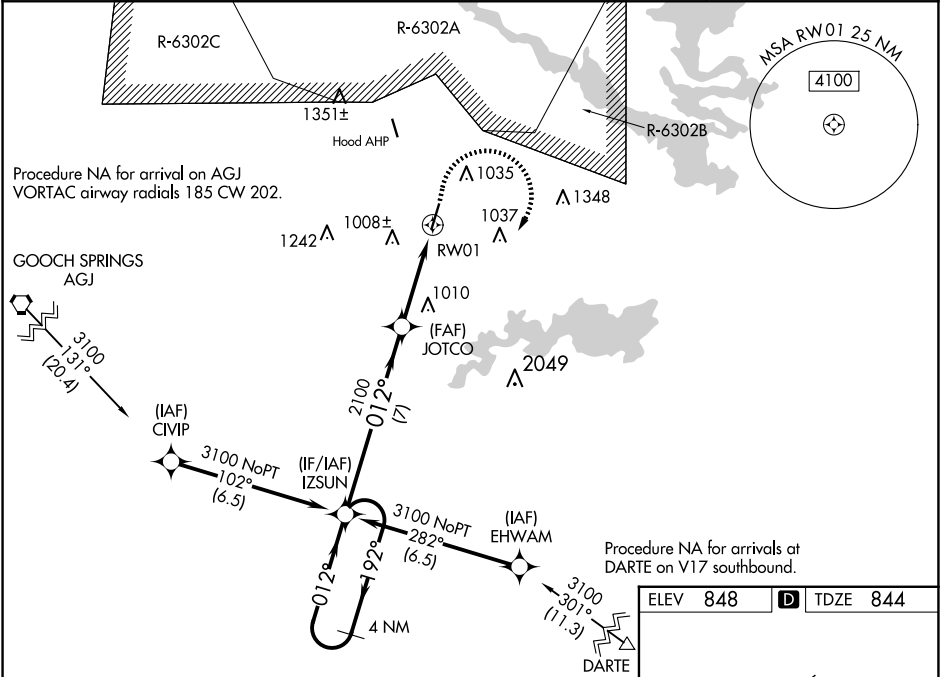 R-6302C
R-6302A
MSA RW01 25 NM
4100
1351±
Hood AHP
R-6302B
Procedure NA for arrival on AGJ
VORTAC airway radials 185 CW 202.
1035
1348
1242
1008±
1037
RW01
GOOCH SPRINGS
AGJ
1010
(FAF)
JOTCO
3100
131°
(20.4)
2049
2100
012°
(7)
(IAF)
CIVIP
3100 NoPT
102°
(6.5)
(IF/IAF)
IZSUN
3100 NoPT
282°
(6.5)
(IAF)
EHWAM
012°
192°
4 NM
Procedure NA for arrivals at
DARTE on V17 southbound.
3100
301°
(11.3)
DARTE
ELEV 848 D TDZE 844